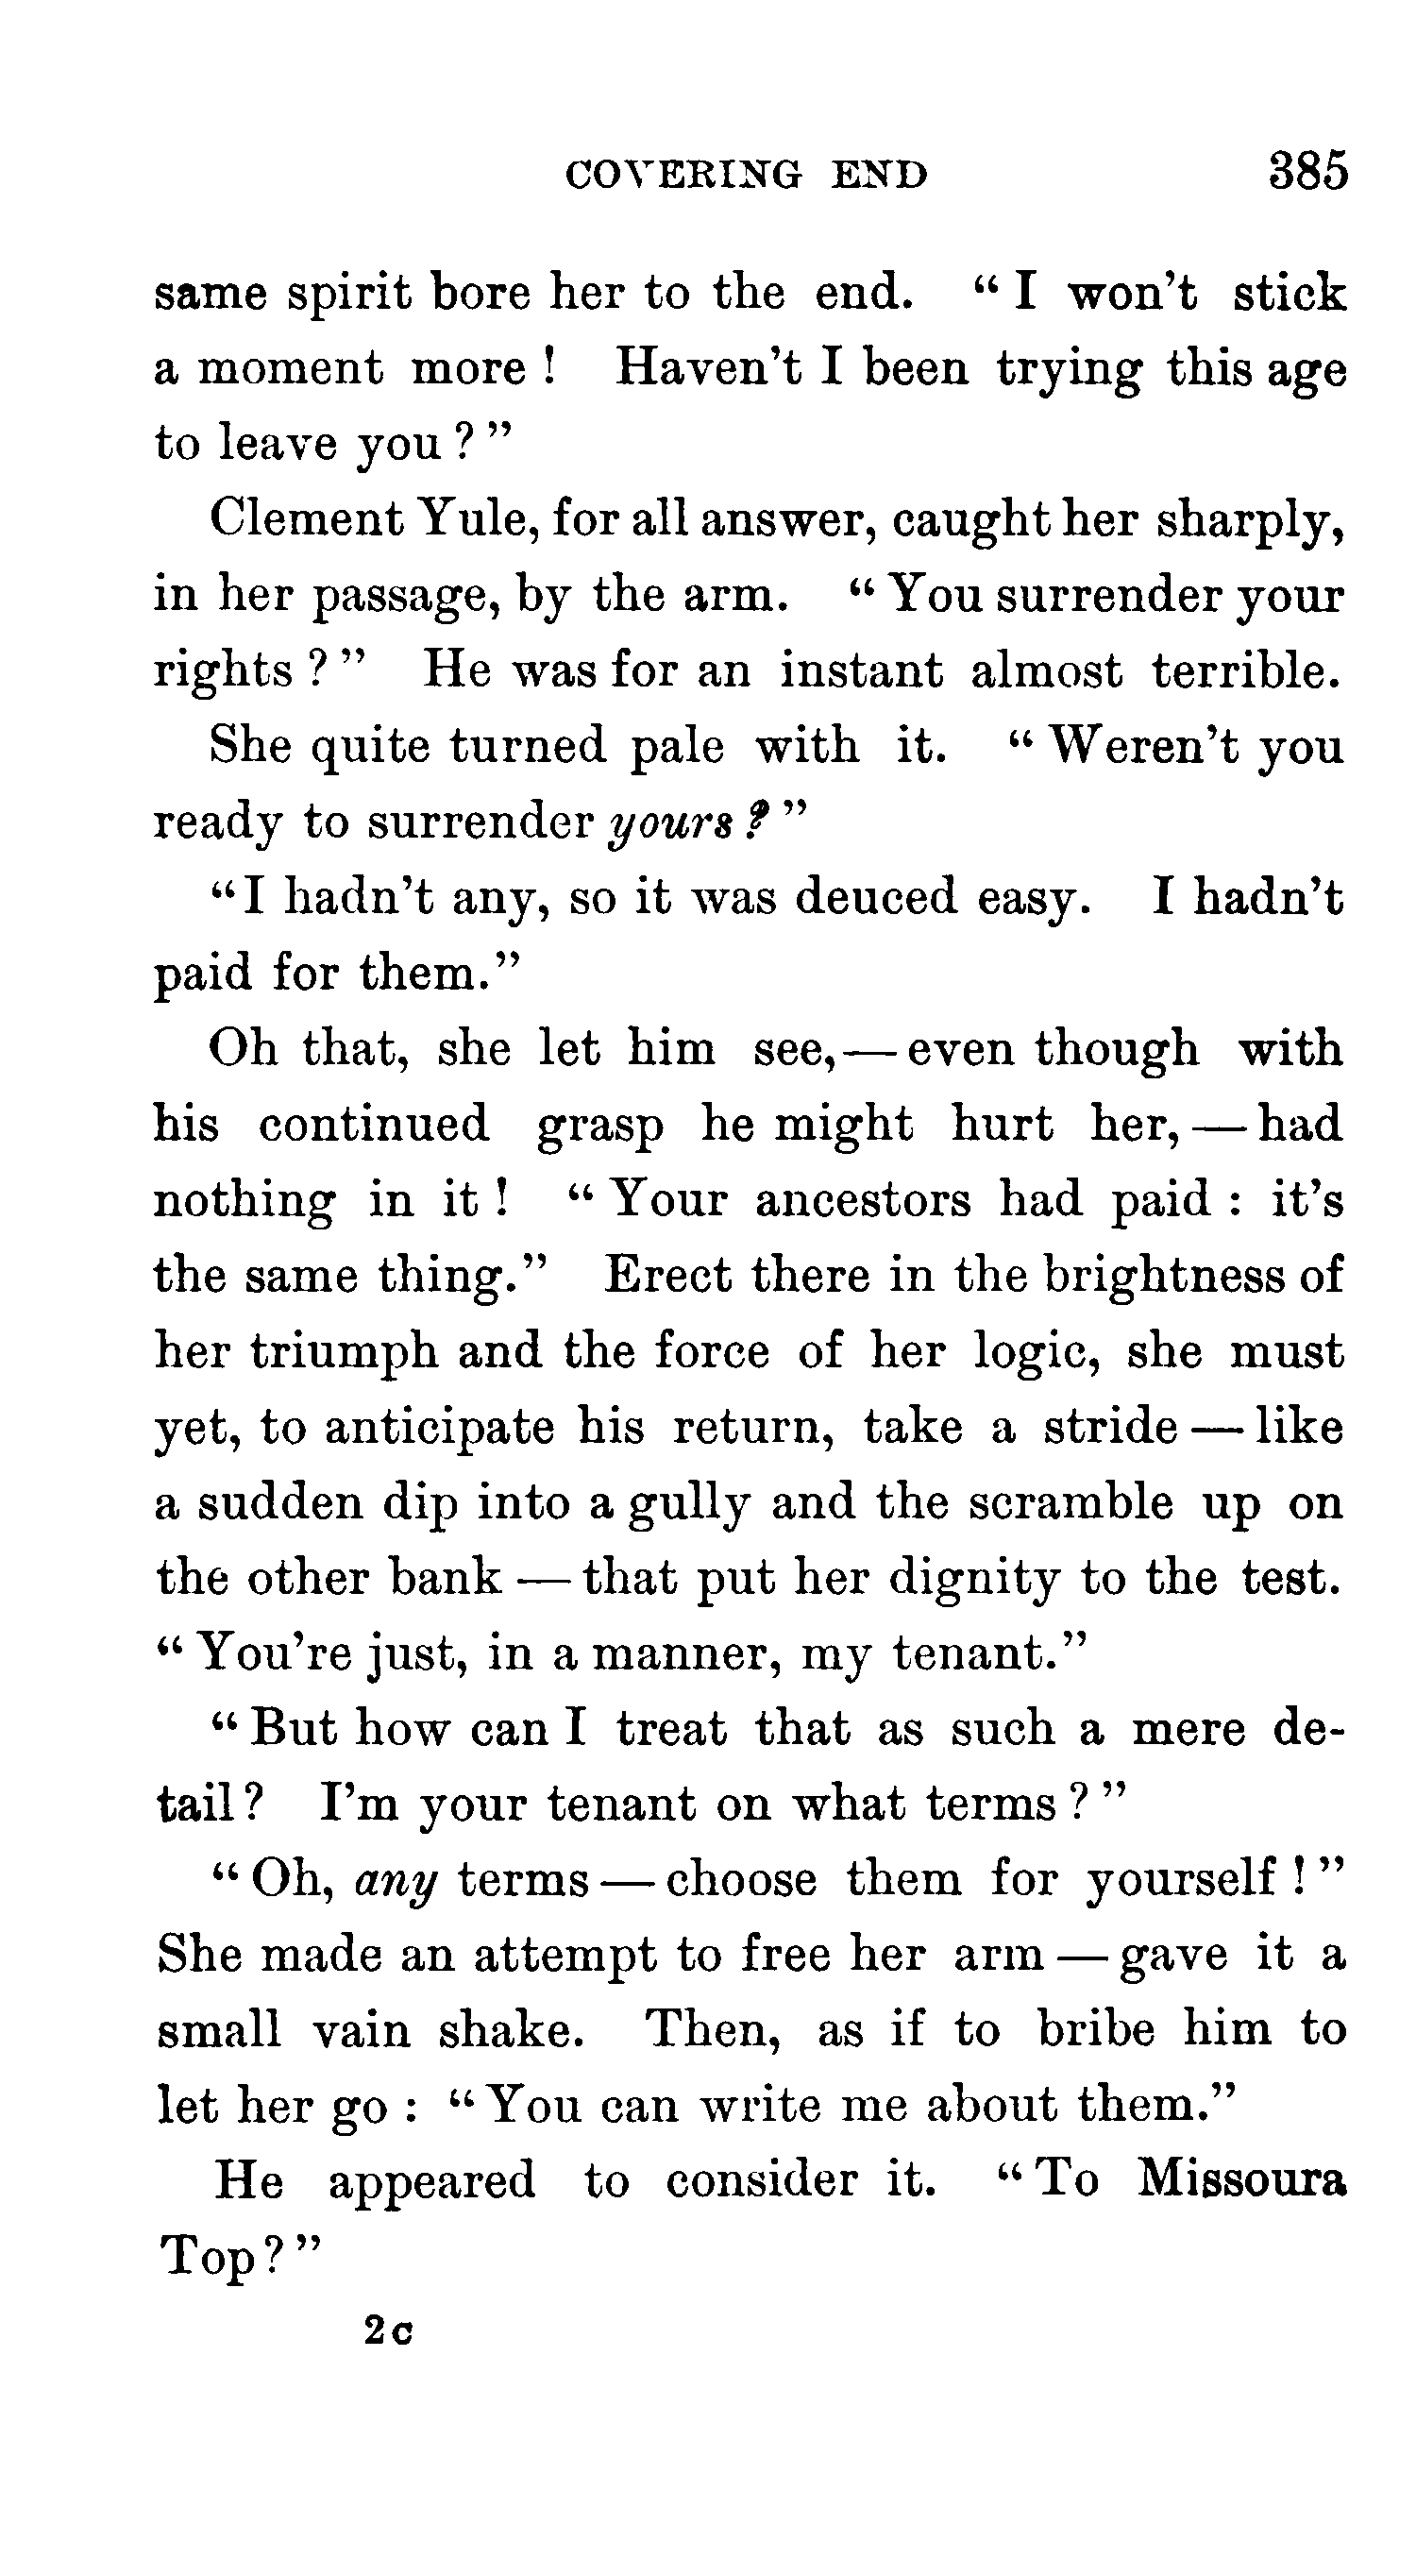 COVERING END 385
same spirit bore her to the end. “I won’t stick
a moment more! Haven’t I been trying this age
to leave you?”
Clement Yule, for all answer, caught her sharply,
in her passage, by the arm. “You surrender your
rights?” He was for an instant almost terrible.
She quite turned pale with it. “Weren’t you
ready to surrender yours?”
“I hadn’t any, so it was deuced easy. I hadn’t
paid for them.”
Oh that, she let him see,—even though with
his continued grasp he might hurt her,—had
nothing in it! “Your ancestors had paid: it’s
the same thing.” Erect there in the brightness of
her triumph and the force of her logic, she must
yet, to anticipate his return, take a stride—like
a sudden dip into a gully and the scramble up on
the other bank—that put her dignity to the test.
“You’re just, in a manner, my tenant.”
“But how can I treat that as such a mere de-
tail? I’m your tenant on what terms?”
“Oh, any terms—choose them for yourself!”
She made an attempt to free her arm—gave it a
small vain shake. Then, as if to bribe him to
let her go: “You can write me about them.”
He appeared to consider it. “To Missoura
Top?”
2c